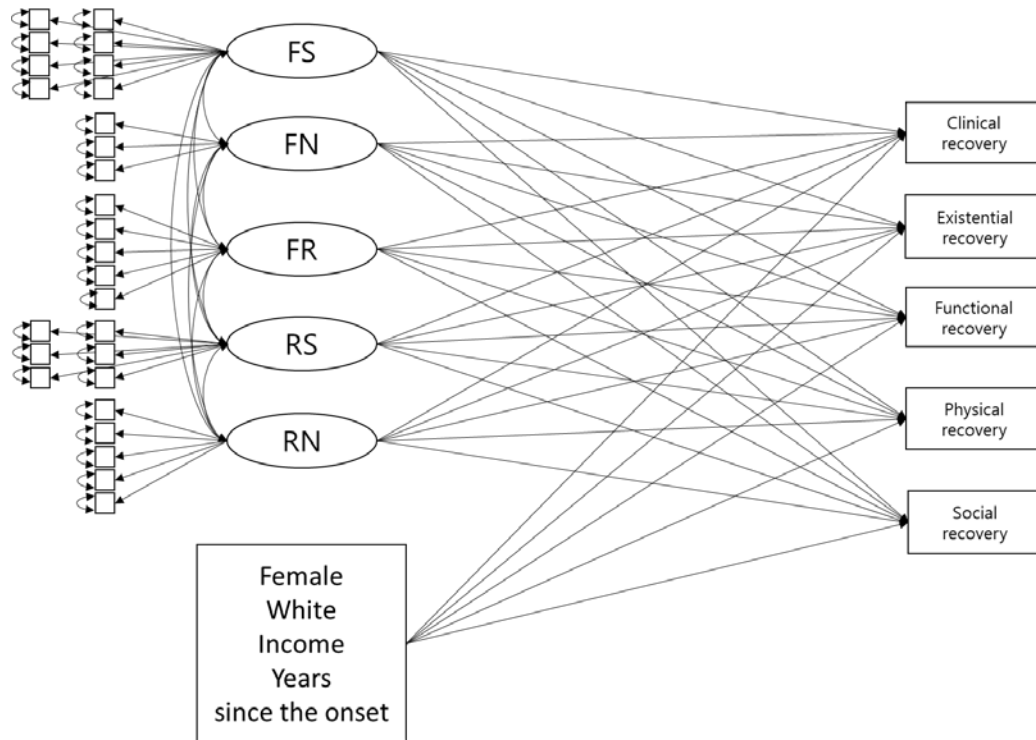 FS
FN
FR
RS
RN
Clinical
recovery
Existential
recovery
Functional
recovery
Physical
recovery
Social
recovery
Female
White
Income
Years
since the onset